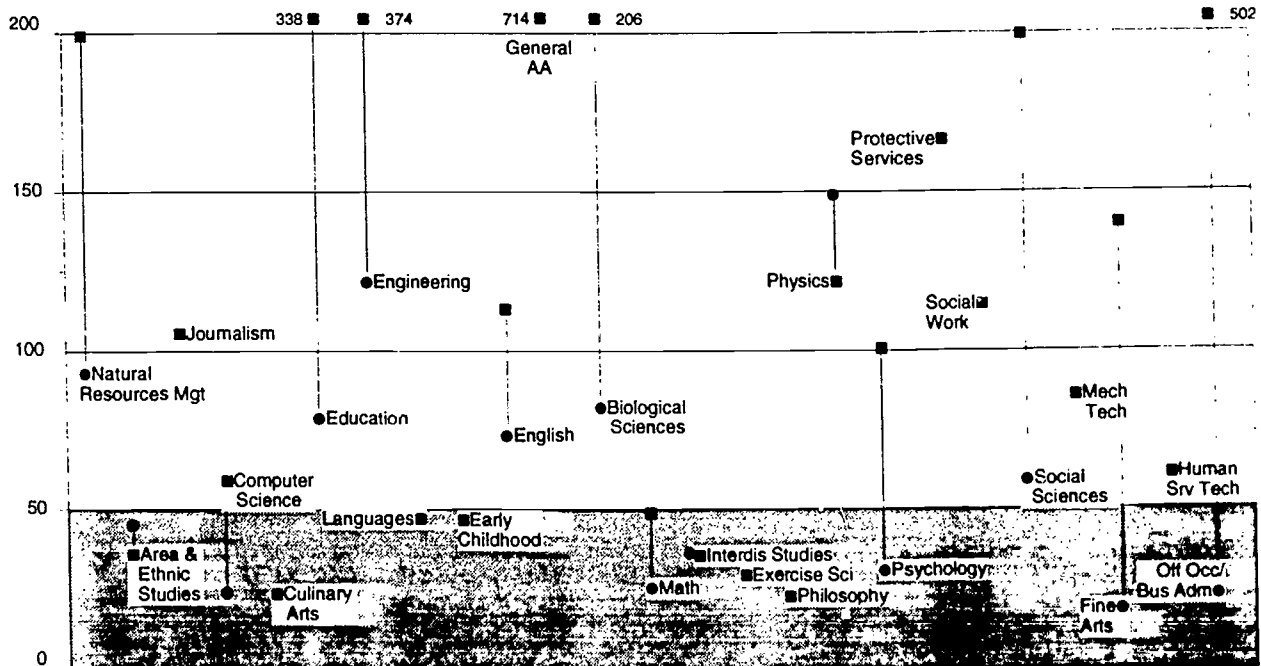 338
374
714
206
502
200
General
AA
Protective
Services
150
Physics
Engineering
Social
Work
Journalism
100
Natural
Resources Mgt
Mech
Tech
Education
English
Biological
Sciences
Computer
Science
Social
Sciences
Human
Srv Tech
50
Languages
Early
Childhood
Area &
Ethnic
Studies
Interdis Studies
Exercise Sci
Psychology
Off Occ/
Bus Adm
Culinary
Arts
Math
Philosophy
Fine
Arts
0